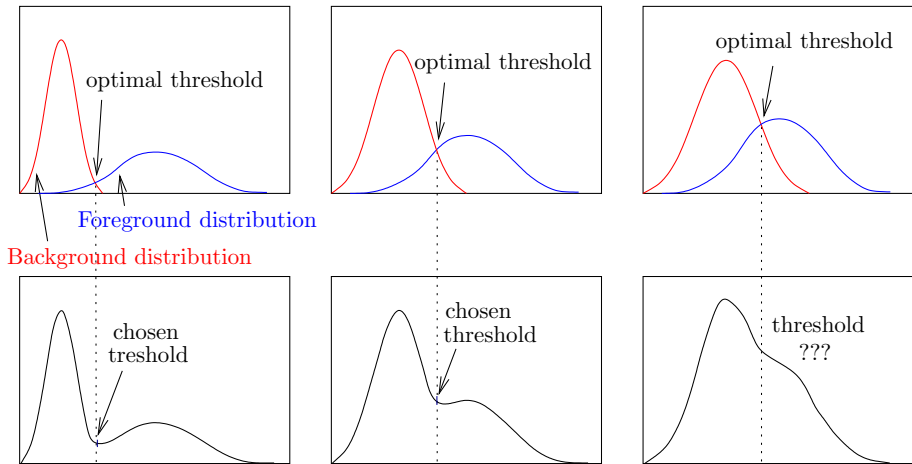 optimal threshold
optimal threshold
optimal threshold
Foreground distribution
Background distribution
chosen
treshold
chosen
threshold
threshold
???